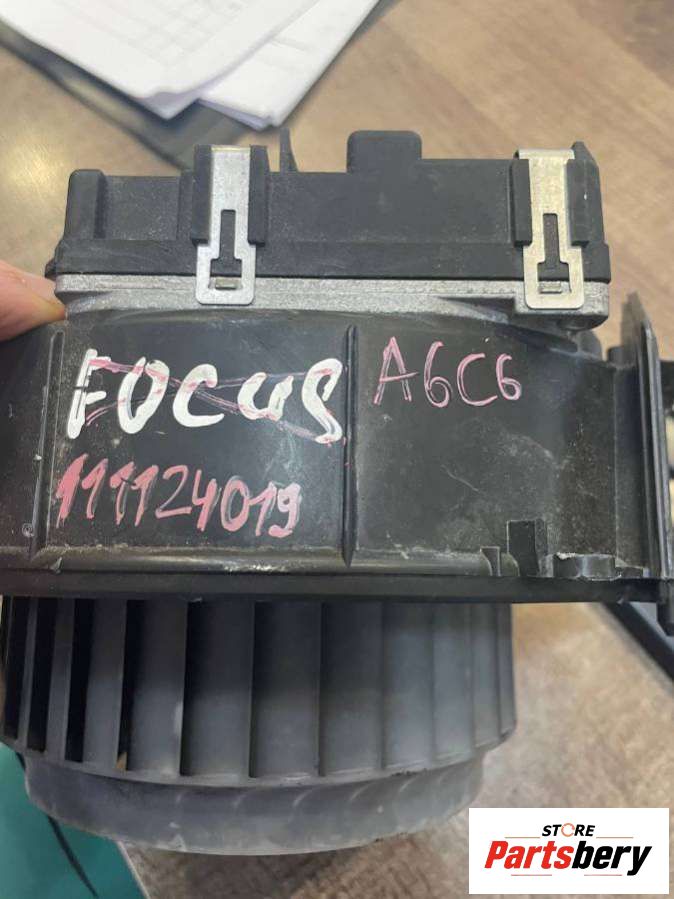 FOCUS
A6C6
111124019
STORE
Partsbery